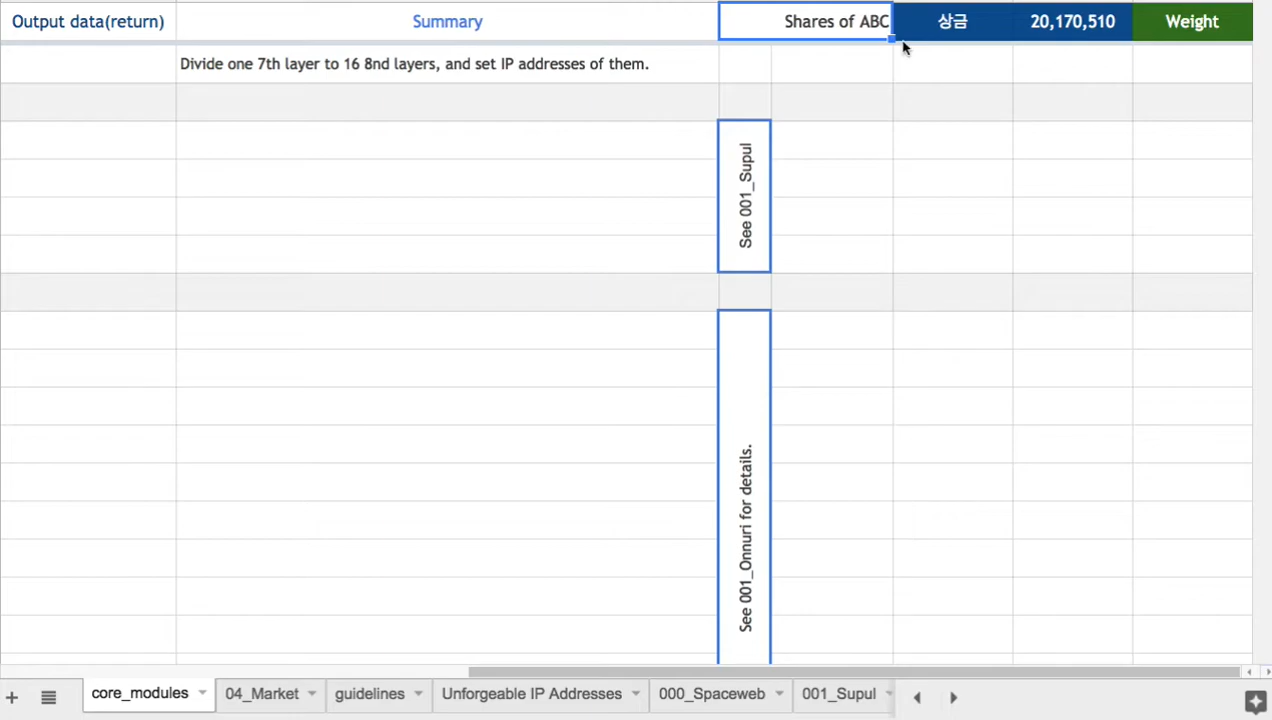 Output data(return)
Summary
Shares of ABC
상금
20,170,510
Weight
Divide one 7th layer to 16 8nd layers, and set IP addresses of them.
See 001_Supul
See 001_Onnuri for details.
core_modules
04_Market
guidelines
Unforgeable IP Addresses
000_Spaceweb
001_Supul